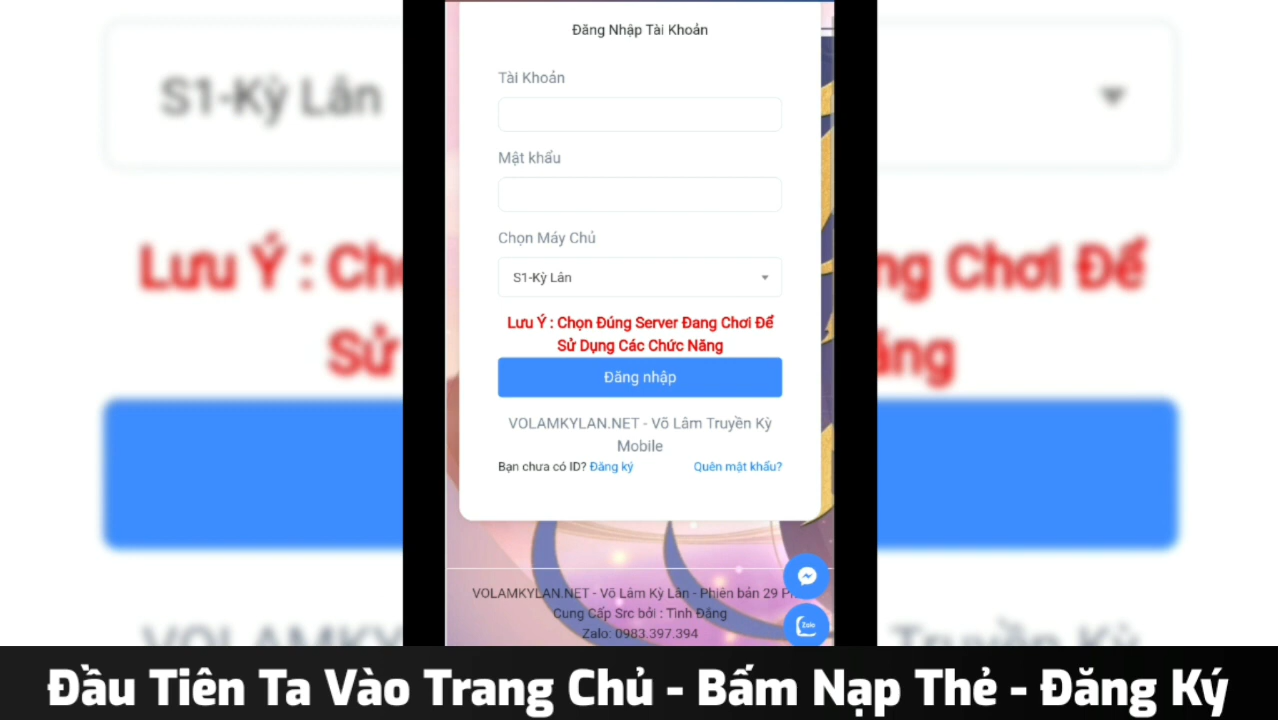 Đăng Nhập Tài Khoản
Tài Khoản
Mật khẩu
Chọn Máy Chủ
S1-Kỳ Lân
Lưu Ý : Chọn Đúng Server Đang Chơi Để
Sử Dụng Các Chức Năng
Đăng nhập
VOLAMKYLAN.NET - Võ Lâm Truyền Kỳ
Mobile
Bạn chưa có ID? Đăng ký Quên mật khẩu?
VOLAMKYLAN.NET - Võ Lâm Kỳ Lân - Phiên bản 29
Cung Cấp Src bởi : Tình Đắng
Zalo: 0983.397.394
Zalo
Đầu Tiên Ta Vào Trang Chủ - Bấm Nạp Thẻ - Đăng Ký